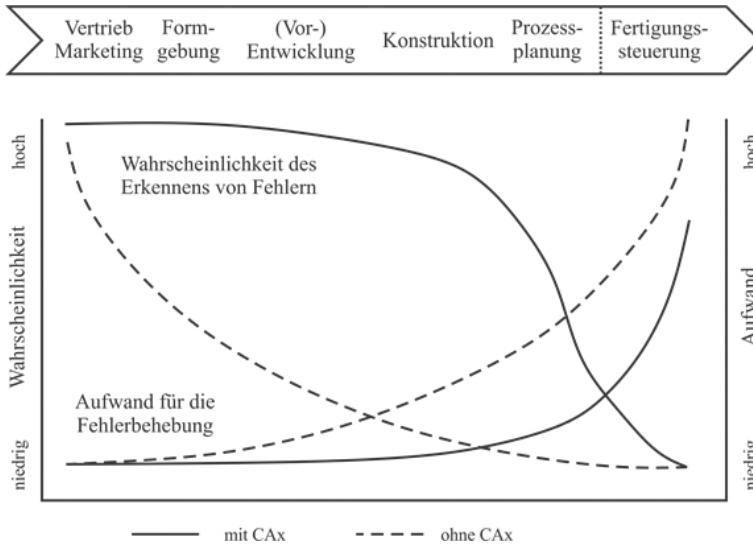 Vertrieb
Marketing
Form-
gebung
(Vor-)
Entwicklung
Konstruktion
Prozess-
planung
Fertigungs-
steuerung
hoch
Wahrscheinlichkeit
niedrig
Wahrscheinlichkeit des
Erkennens von Fehlern
Aufwand für die
Fehlerbehebung
hoch
Aufwand
niedrig
mit CAx
ohne CAx